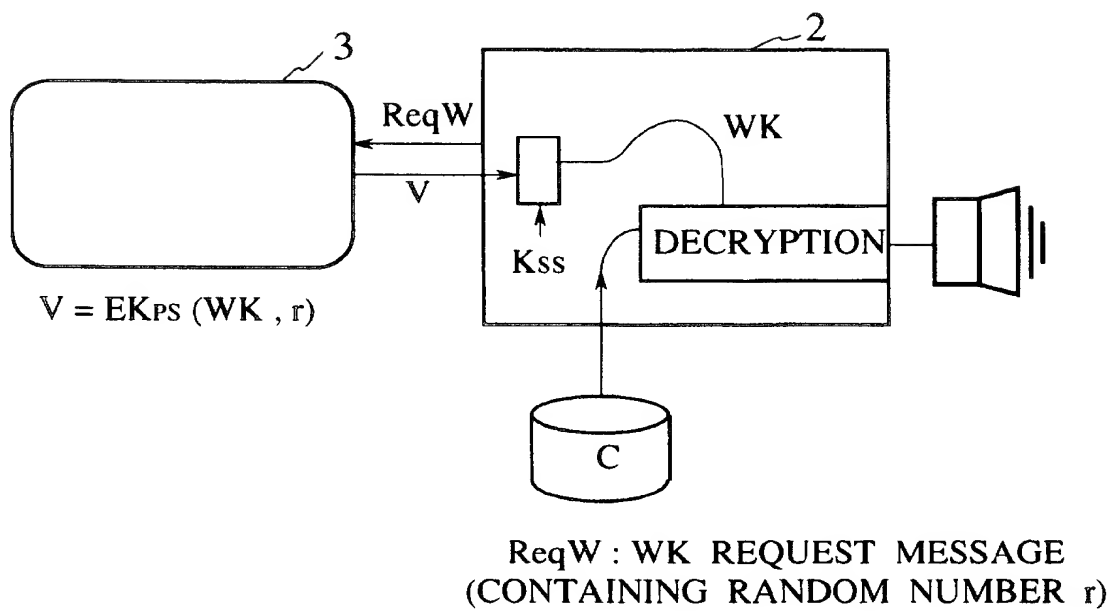 3
2
ReqW
WK
V
Kss
DECRYPTION
V = EKPS (WK , r)
C
ReqW : WK REQUEST MESSAGE
(CONTAINING RANDOM NUMBER r)